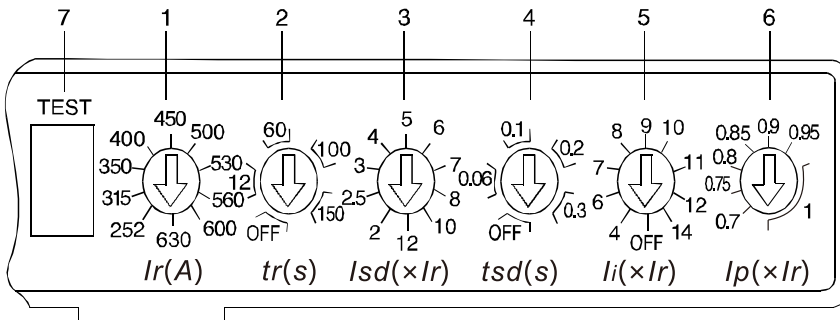 7 1 2 3 4 5 6
TEST
252 315 350 400 450 500 530 560 600 630
Ir(A)
12 60 100 150 OFF
tr(s)
2 2.5 3 4 5 6 7 8 10 12
Isd(×Ir)
0.06 0.1 0.2 0.3 OFF
tsd(s)
4 6 7 8 9 10 11 12 14 OFF
Ii(×Ir)
0.7 0.75 0.8 0.85 0.9 0.95 1
Ip(×Ir)